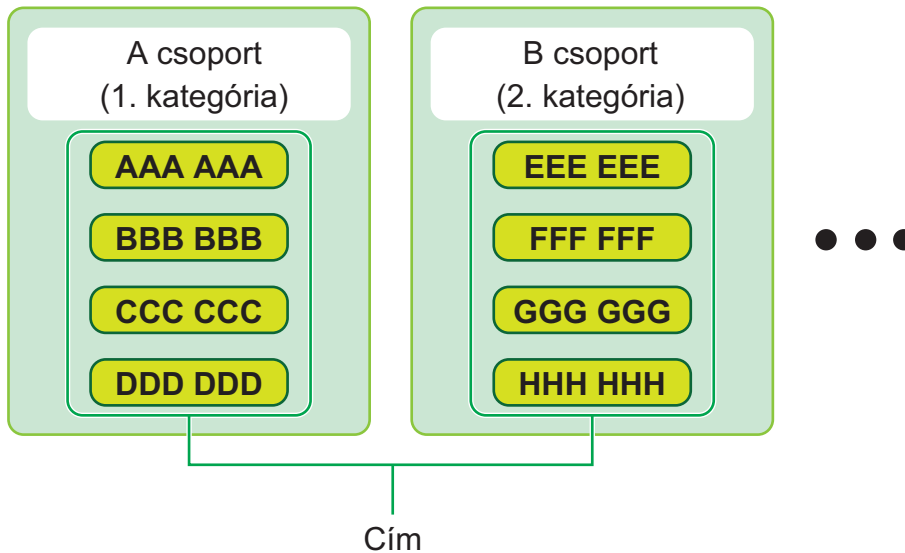 A csoport
(1. kategória)
AAA AAA
BBB BBB
CCC CCC
DDD DDD
B csoport
(2. kategória)
EEE EEE
FFF FFF
GGG GGG
HHH HHH
Cím